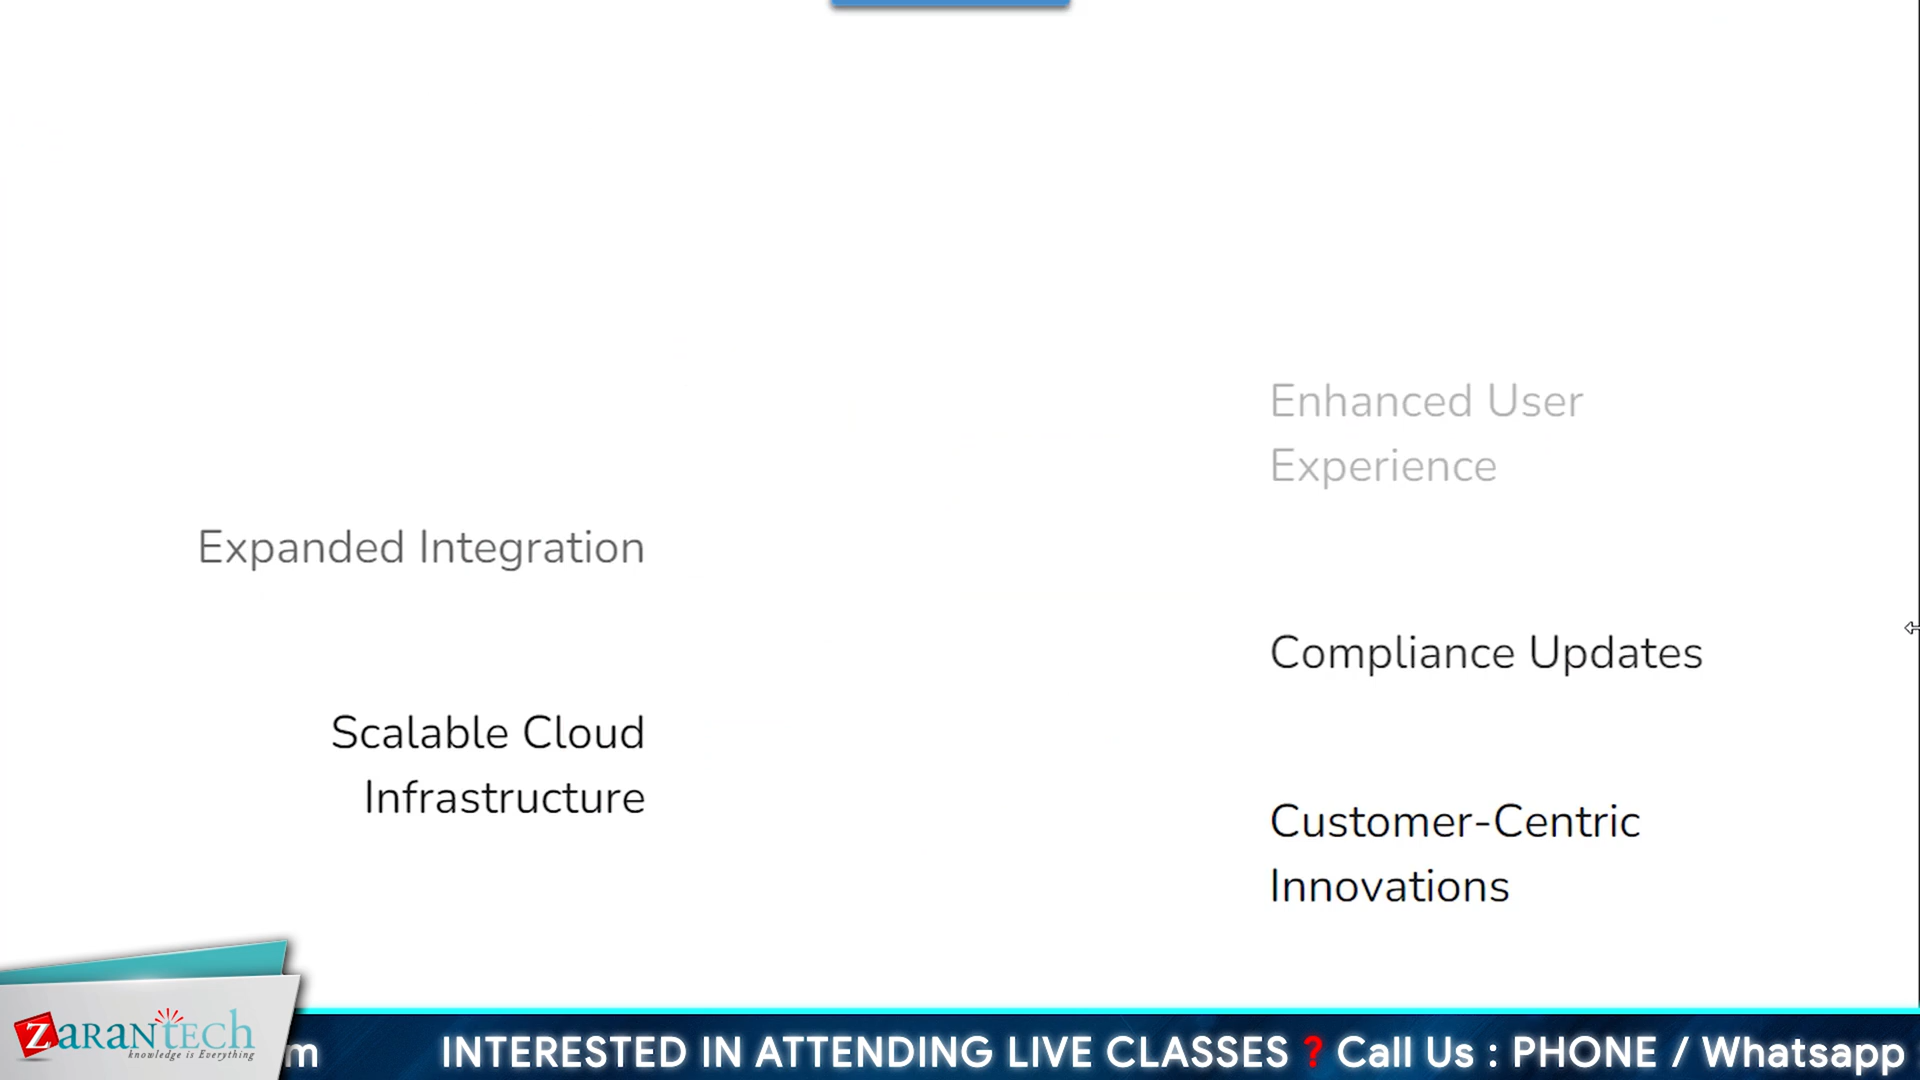 Enhanced User
Experience
Expanded Integration
Compliance Updates
Scalable Cloud
Infrastructure
Customer-Centric
Innovations
ZARANTECH
knowledge is Everything
m
INTERESTED IN ATTENDING LIVE CLASSES ❓ Call Us : PHONE / Whatsapp